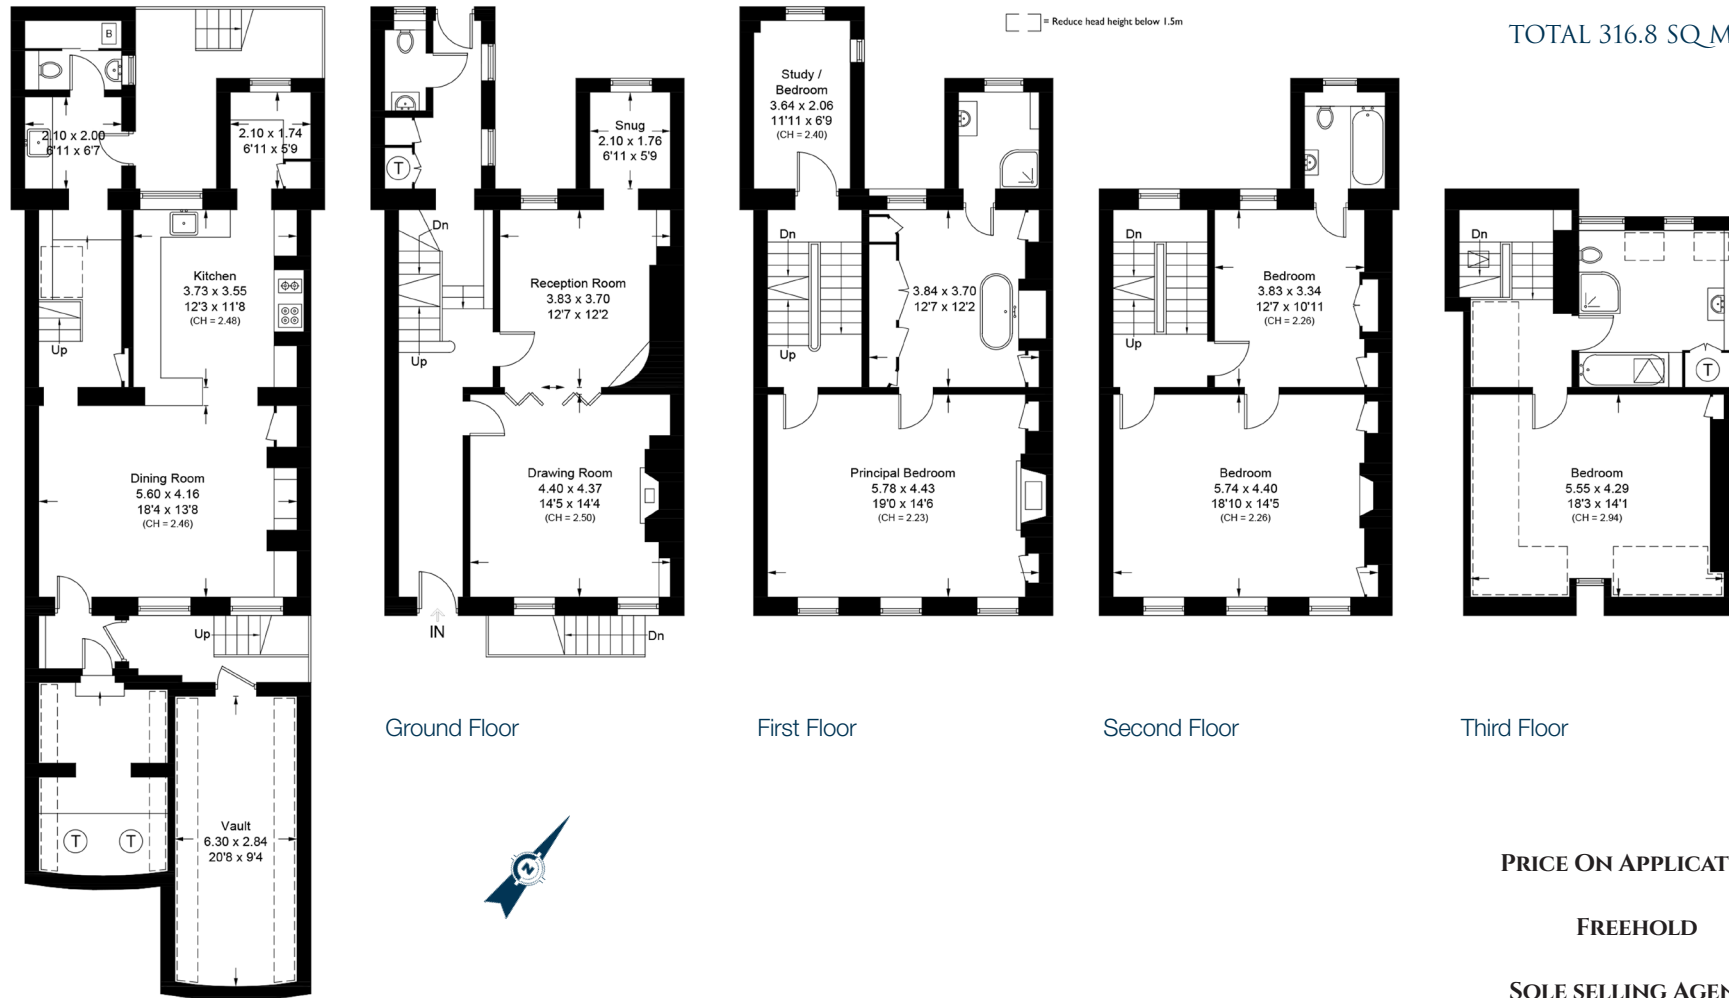 = Reduce head height below 1.5m
TOTAL 316.8 SQ M
B
2.10 x 2.00
6'11 x 6'7
2.10 x 1.74
6'11 x 5'9
Kitchen
3.73 x 3.55
12'3 x 11'8
(CH = 2.48)
Up
Dining Room
5.60 x 4.16
18'4 x 13'8
(CH = 2.46)
Up
T
T
Vault
6.30 x 2.84
20'8 x 9'4
T
Snug
2.10 x 1.76
6'11 x 5'9
Dn
Reception Room
3.83 x 3.70
12'7 x 12'2
Up
Drawing Room
4.40 x 4.37
14'5 x 14'4
(CH = 2.50)
IN
Dn
Ground Floor
Study /
Bedroom
3.64 x 2.06
11'11 x 6'9
(CH = 2.40)
Dn
3.84 x 3.70
12'7 x 12'2
Up
Principal Bedroom
5.78 x 4.43
19'0 x 14'6
(CH = 2.23)
First Floor
Dn
Bedroom
3.83 x 3.34
12'7 x 10'11
(CH = 2.26)
Up
Bedroom
5.74 x 4.40
18'10 x 14'5
(CH = 2.26)
Second Floor
Dn
T
Bedroom
5.55 x 4.29
18'3 x 14'1
(CH = 2.94)
Third Floor
N
PRICE ON APPLICAT
FREEHOLD
SOLE SELLING AGEN